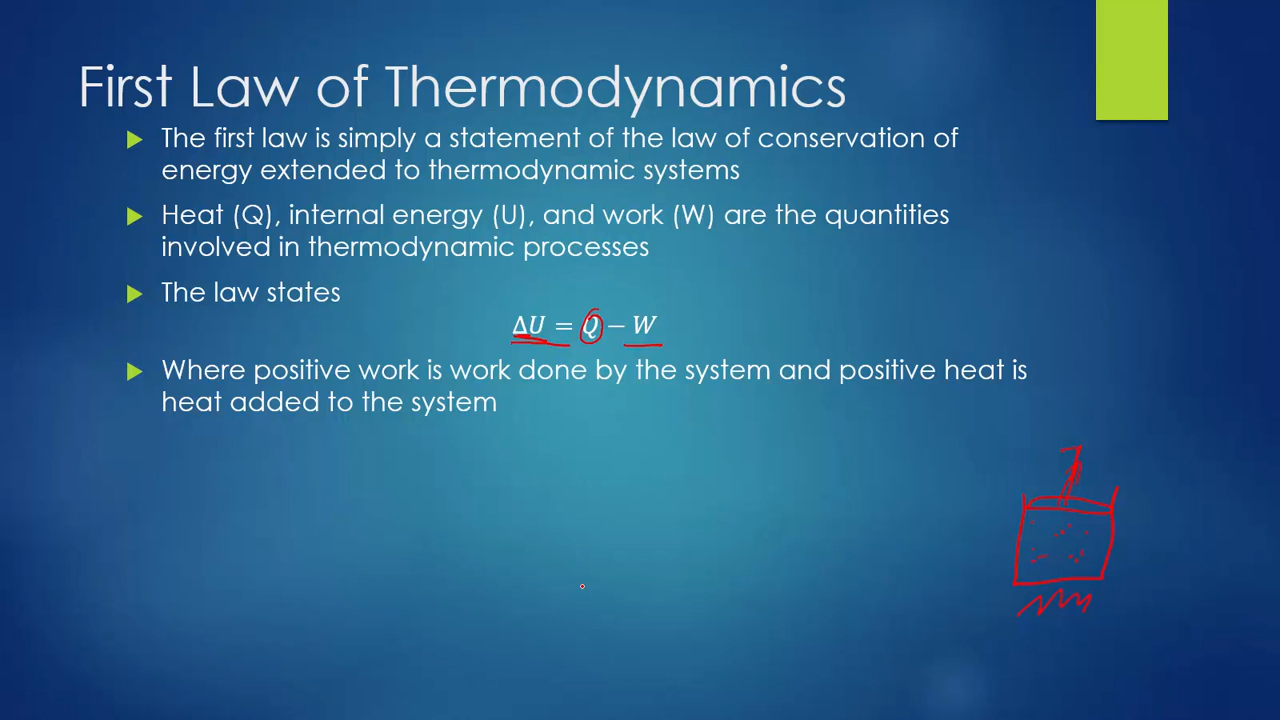 First Law of Thermodynamics
The first law is simply a statement of the law of conservation of
energy extended to thermodynamic systems
Heat (Q), internal energy (U), and work (W) are the quantities
involved in thermodynamic processes
The law states
ΔU = Q − W
Where positive work is work done by the system and positive heat is
heat added to the system